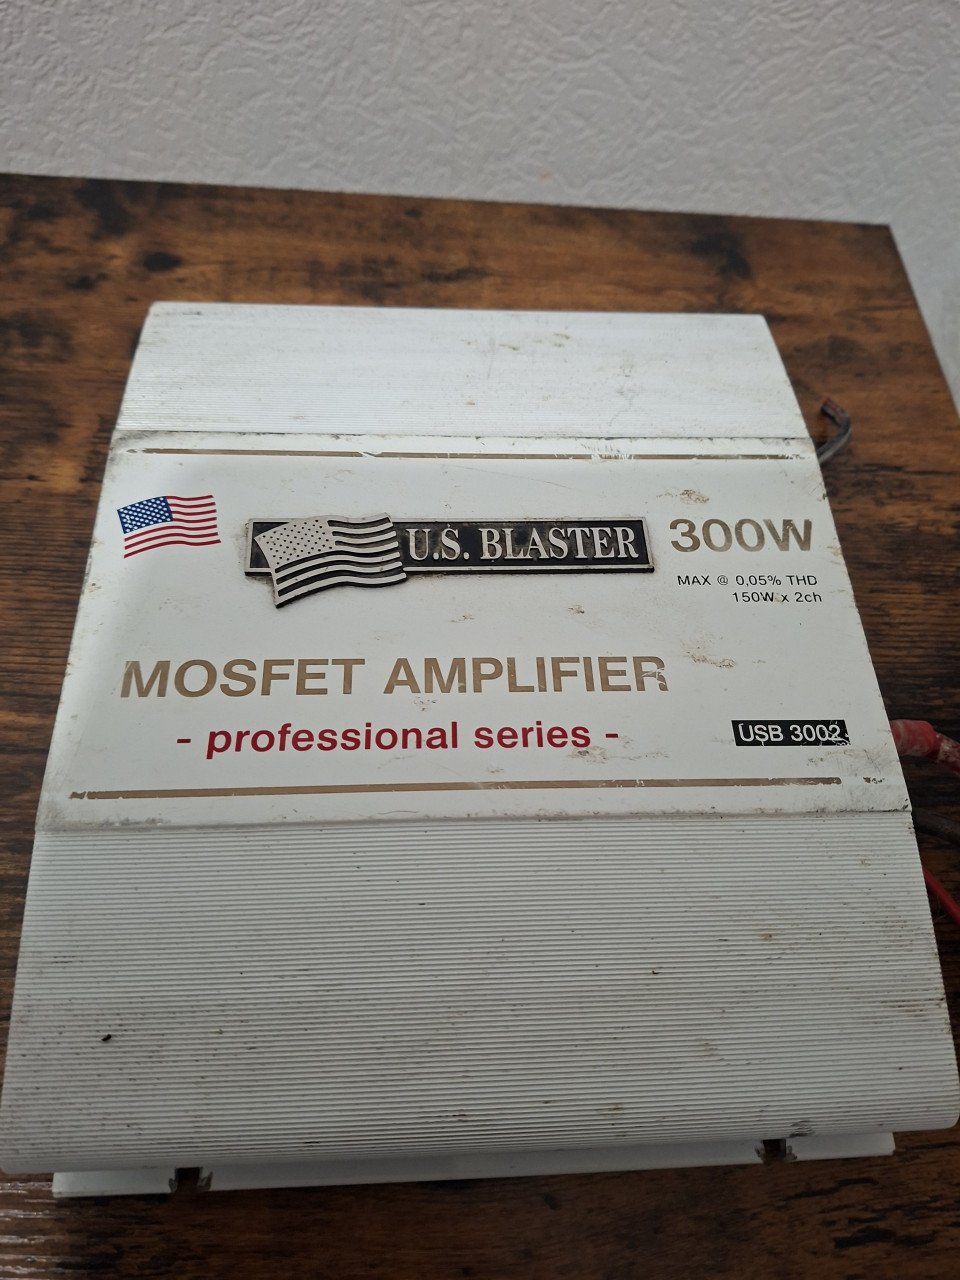 U.S. BLASTER
300W
MAX @ 0,05% THD
150W x 2ch
MOSFET AMPLIFIER
- professional series -
USB 3002